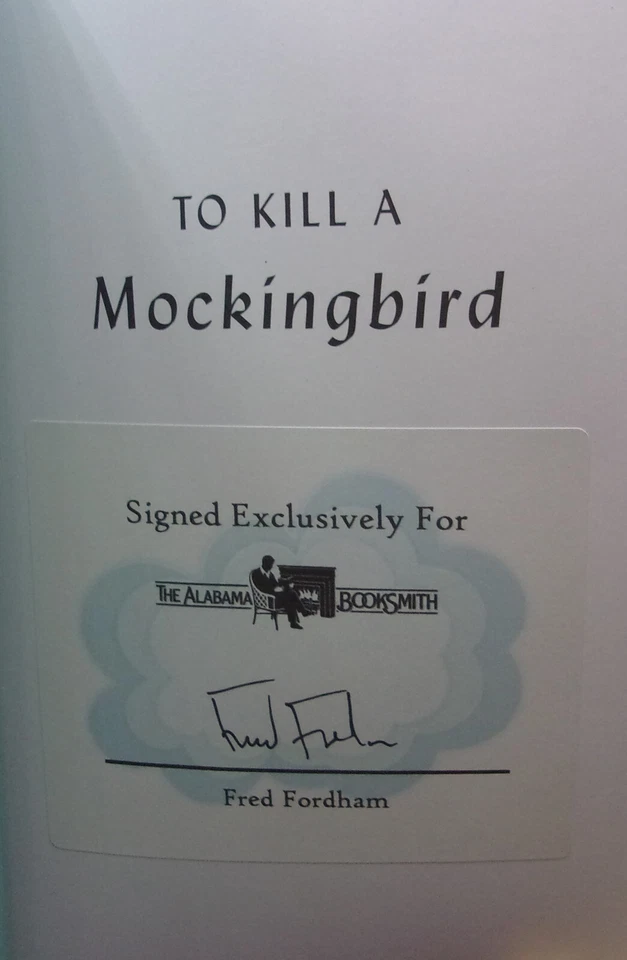 TO KILL A
Mockingbird
Signed Exclusively For
THE ALABAMA BOOKSMITH
Fred Fordham